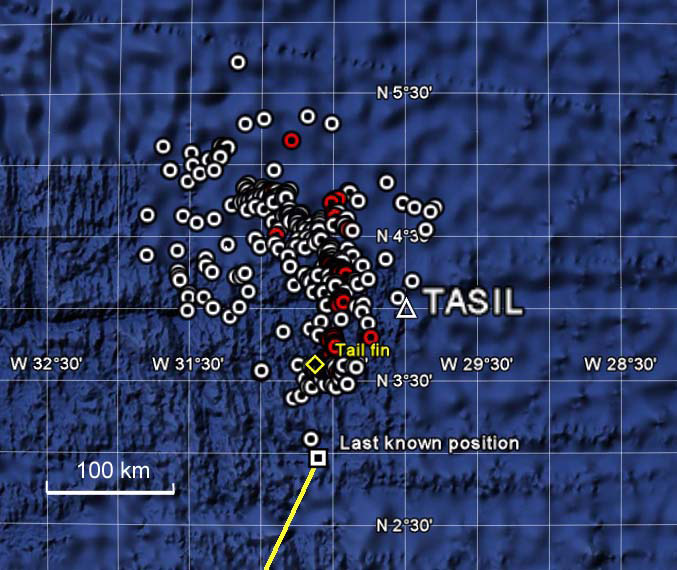 N 5°30'
N 4°30'
TASIL
Tail fin
W 32°30'
W 31°30'
W 29°30'
W 28°30'
N 3°30'
Last known position
100 km
N 2°30'